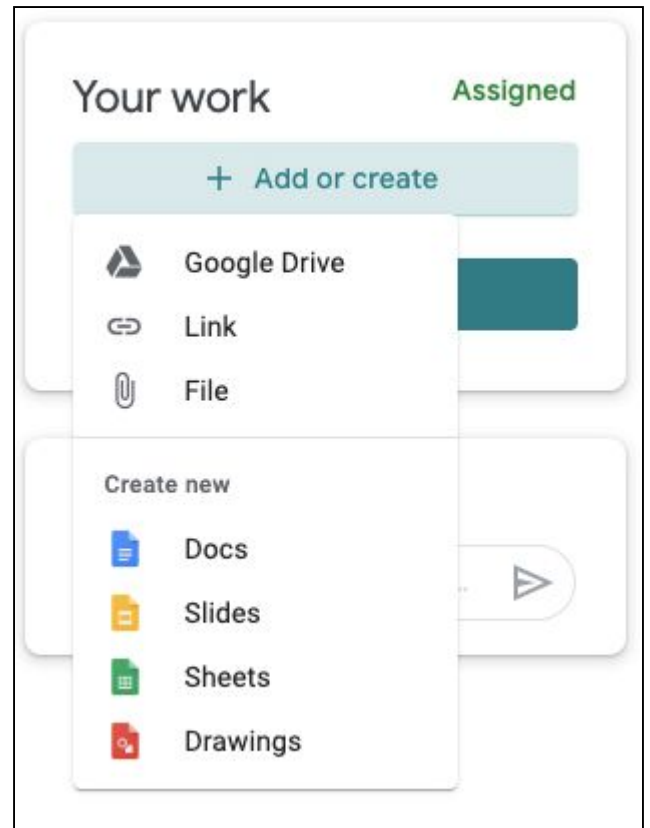 Your work
Assigned
+ Add or create
Google Drive
Link
File
Create new
Docs
Slides
Sheets
Drawings